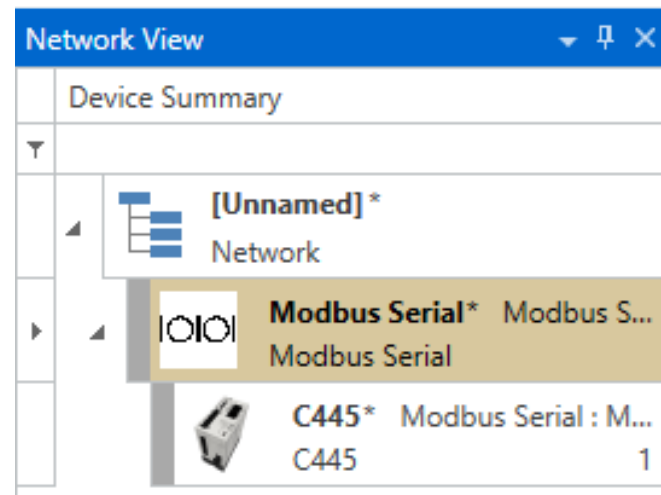 Network View
Device Summary
[Unnamed]*
Network
Modbus Serial* Modbus S...
Modbus Serial
C445* Modbus Serial : M...
C445 1